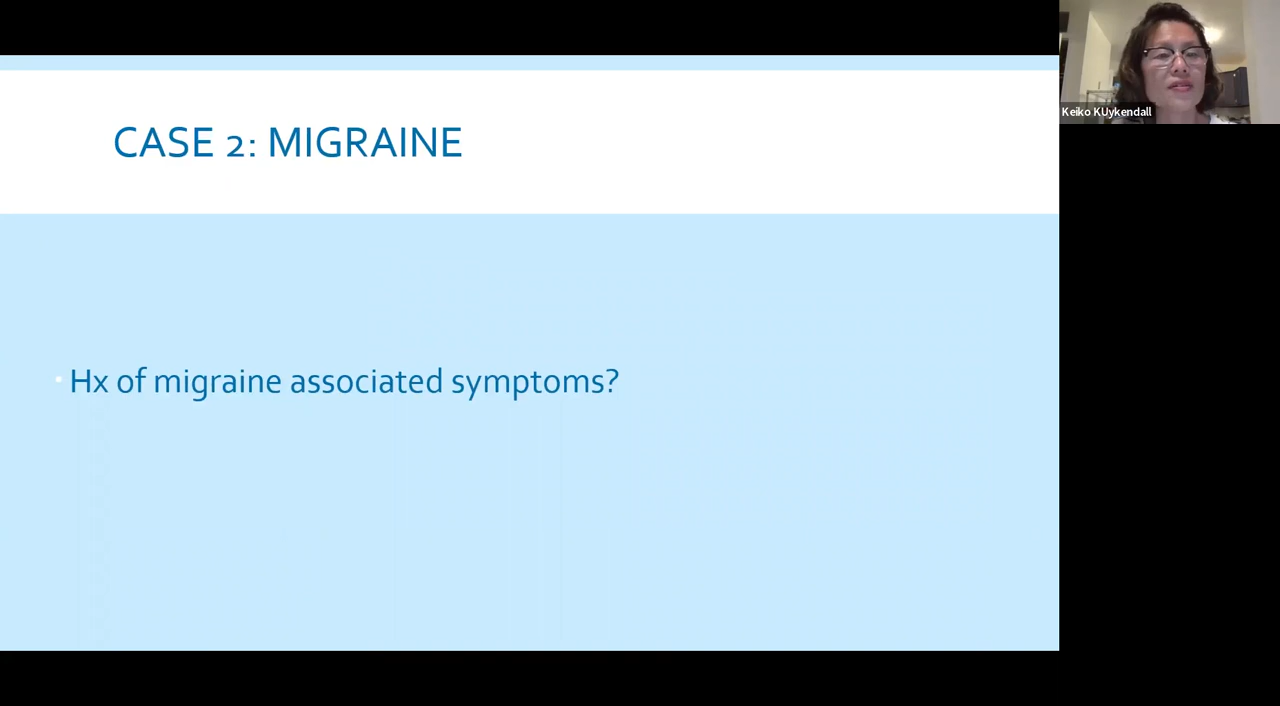 CASE 2: MIGRAINE
Hx of migraine associated symptoms?
Keiko KUykendall